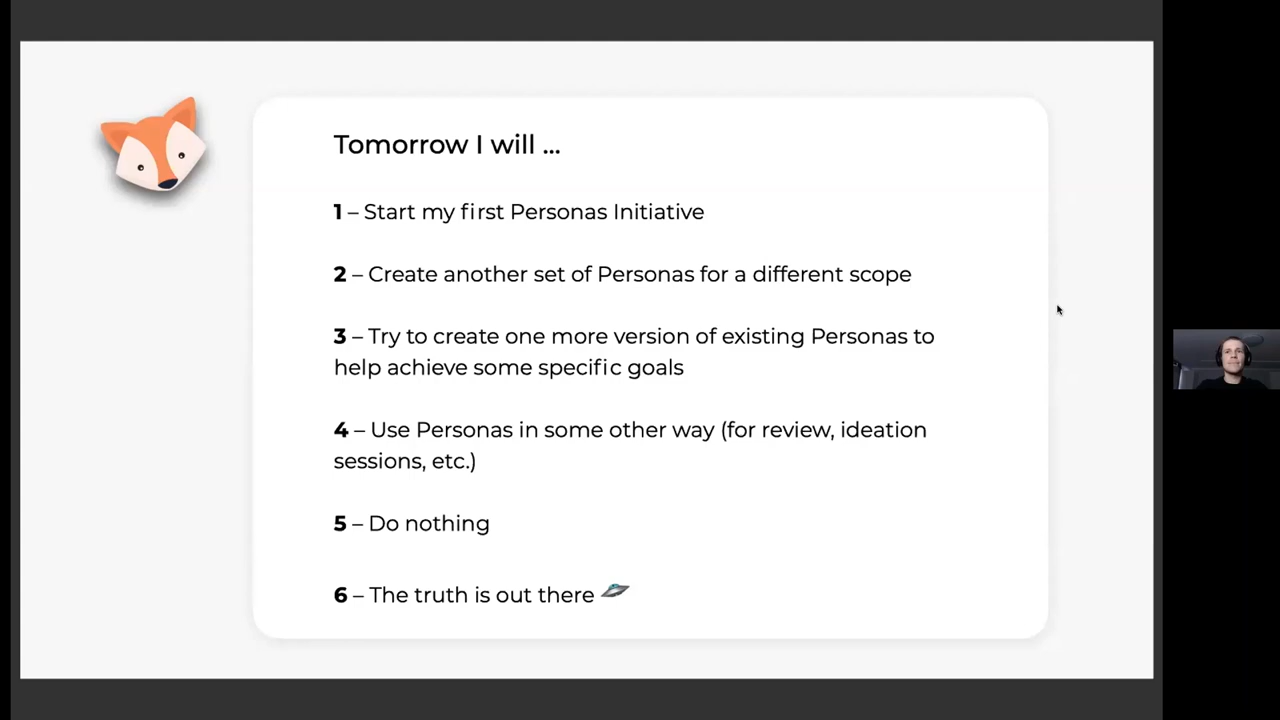 Tomorrow I will ...
1 – Start my first Personas Initiative
2 – Create another set of Personas for a different scope
3 – Try to create one more version of existing Personas to
help achieve some specific goals
4 – Use Personas in some other way (for review, ideation
sessions, etc.)
5 – Do nothing
6 – The truth is out there 🛸